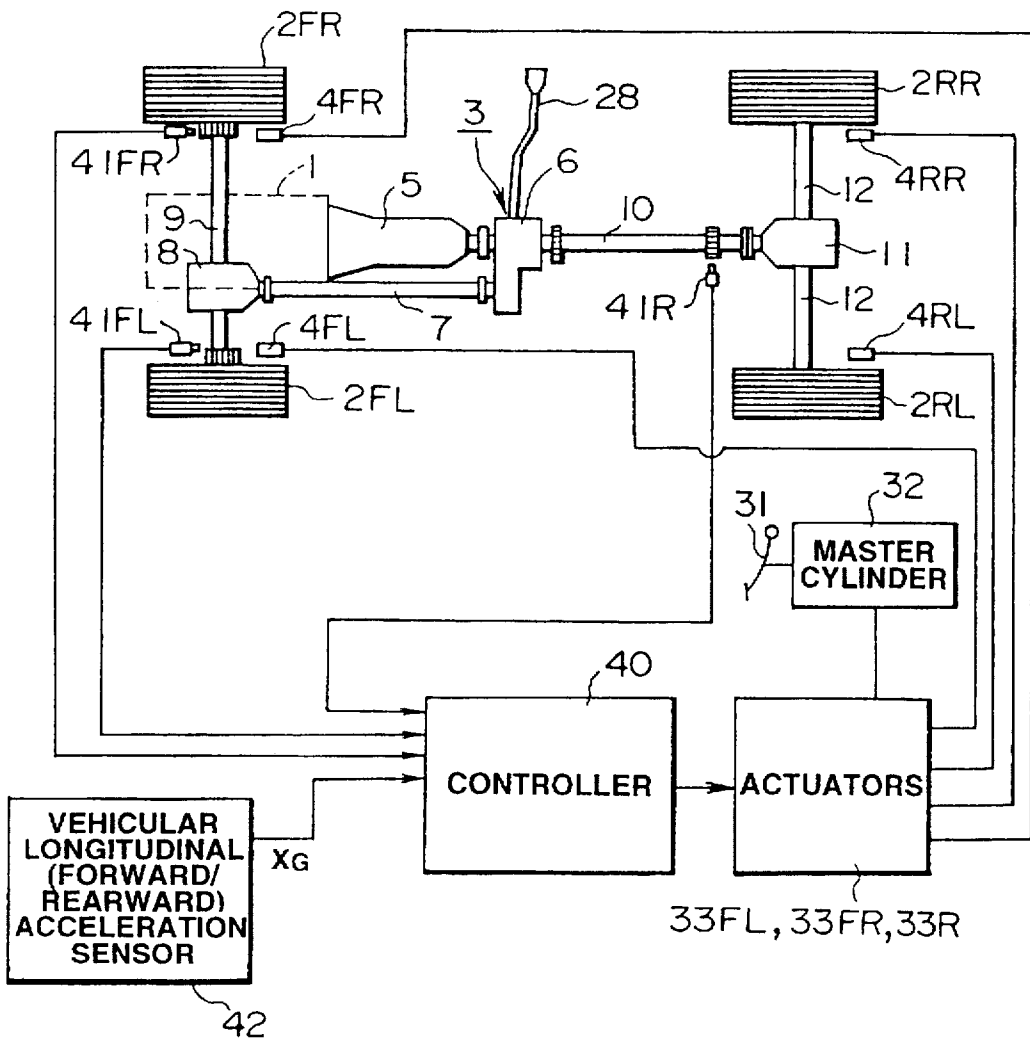 2FR
4FR
28
2RR
3
41FR
1
5
6
4RR
12
9
10
8
11
41FL
4FL
7
41R
12
4RL
2FL
2RL
31
32
MASTER
CYLINDER
40
CONTROLLER
ACTUATORS
VEHICULAR
LONGITUDINAL
(FORWARD/
REARWARD)
ACCELERATION
SENSOR
XG
33FL, 33FR, 33R
42